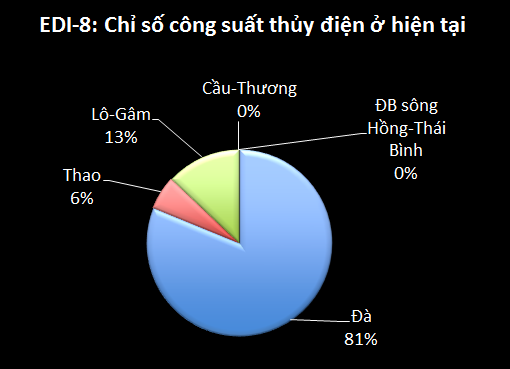 EDI-8: Chỉ số công suất thủy điện ở hiện tại
Cầu-Thương
0%
ĐB sông
Hồng-Thái
Bình
0%
Lô-Gâm
13%
Thao
6%
Đà
81%